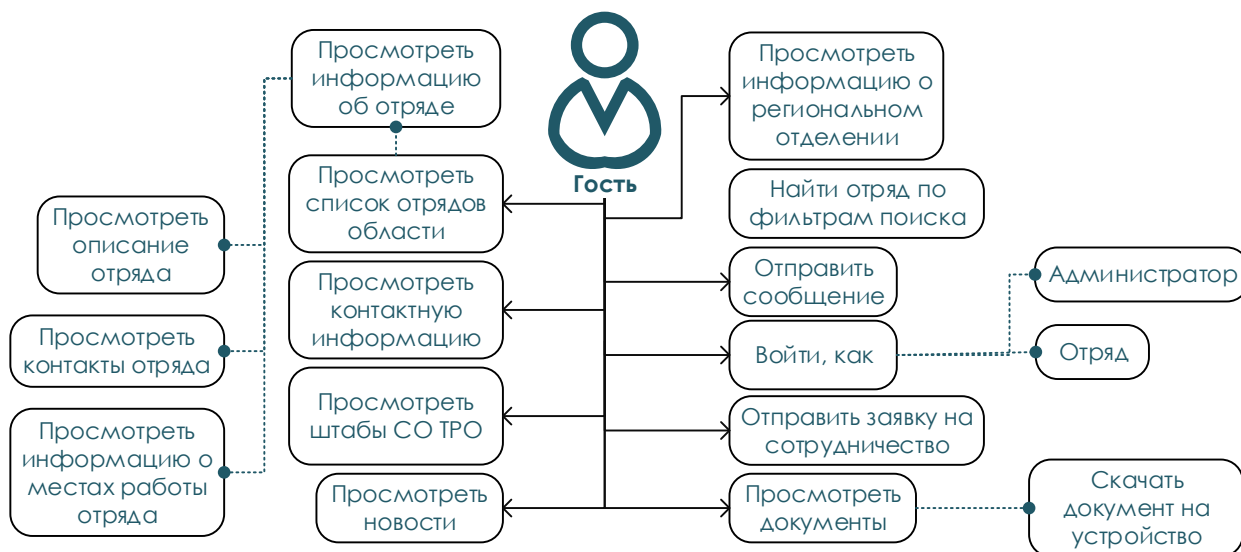 Просмотреть
информацию
об отряде
Гость
Просмотреть
информацию о
региональном
отделении
Просмотреть
список отрядов
области
Найти отряд по
фильтрам поиска
Просмотреть
описание
отряда
Просмотреть
контактную
информацию
Отправить
сообщение
Администратор
Просмотреть
контакты отряда
Войти, как
Отряд
Просмотреть
штабы СО ТРО
Отправить заявку на
сотрудничество
Просмотреть
информацию о
местах работы
отряда
Просмотреть
новости
Просмотреть
документы
Скачать
документ на
устройство